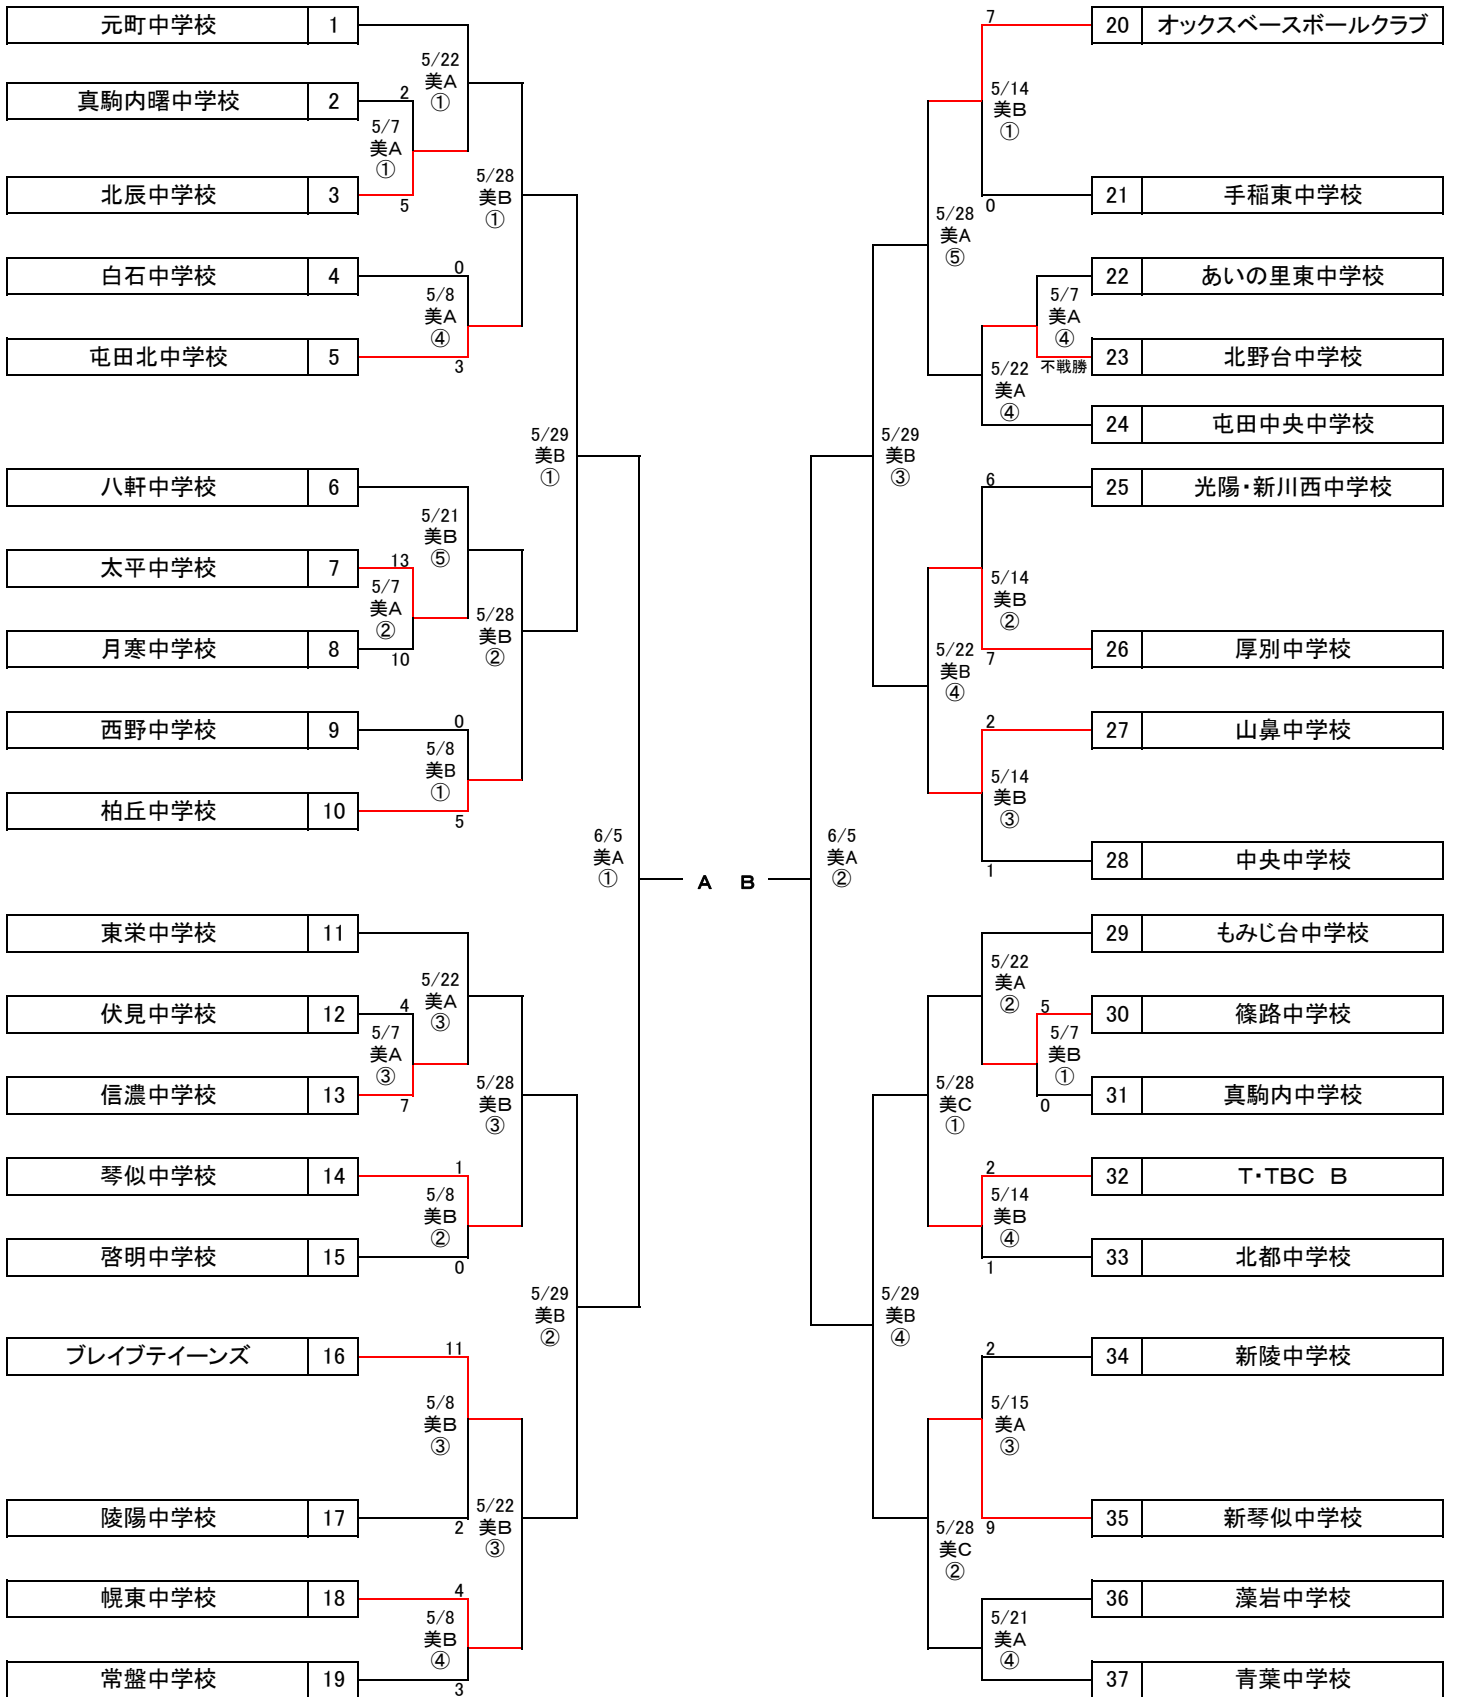 元町中学校 1
5/22
美A
①
真駒内曙中学校 2
2
5/7
美A
①
北辰中学校 3
5
5/28
美B
①
白石中学校 4
0
5/8
美A
④
屯田北中学校 5
3
5/29
美B
①
八軒中学校 6
5/21
美B
⑤
太平中学校 7
13
5/7
美A
②
月寒中学校 8
10
5/28
美B
②
西野中学校 9
0
5/8
美B
①
柏丘中学校 10
5
6/5
美A
①
A
東栄中学校 11
5/22
美A
③
伏見中学校 12
4
5/7
美A
③
信濃中学校 13
7
5/28
美B
③
琴似中学校 14
1
5/8
美B
②
啓明中学校 15
0
5/29
美B
②
ブレイブテイーンズ 16
11
5/8
美B
③
陵陽中学校 17
2
5/22
美B
③
幌東中学校 18
4
5/8
美B
④
常盤中学校 19
3
7
20 オックスベースボールクラブ
5/14
美B
①
21 手稲東中学校
0
5/28
美A
⑤
22 あいの里東中学校
5/7
美A
④
不戦勝
23 北野台中学校
5/22
美A
④
24 屯田中央中学校
5/29
美B
③
6
25 光陽・新川西中学校
5/14
美B
②
26 厚別中学校
7
5/22
美B
④
2
27 山鼻中学校
5/14
美B
③
28 中央中学校
1
6/5
美A
②
B
29 もみじ台中学校
5/22
美A
②
5
30 篠路中学校
5/7
美B
①
31 真駒内中学校
0
5/28
美C
①
2
32 T・TBC B
5/14
美B
④
33 北都中学校
1
5/29
美B
④
2
34 新陵中学校
5/15
美A
③
35 新琴似中学校
9
5/28
美C
②
36 藻岩中学校
5/21
美A
④
37 青葉中学校